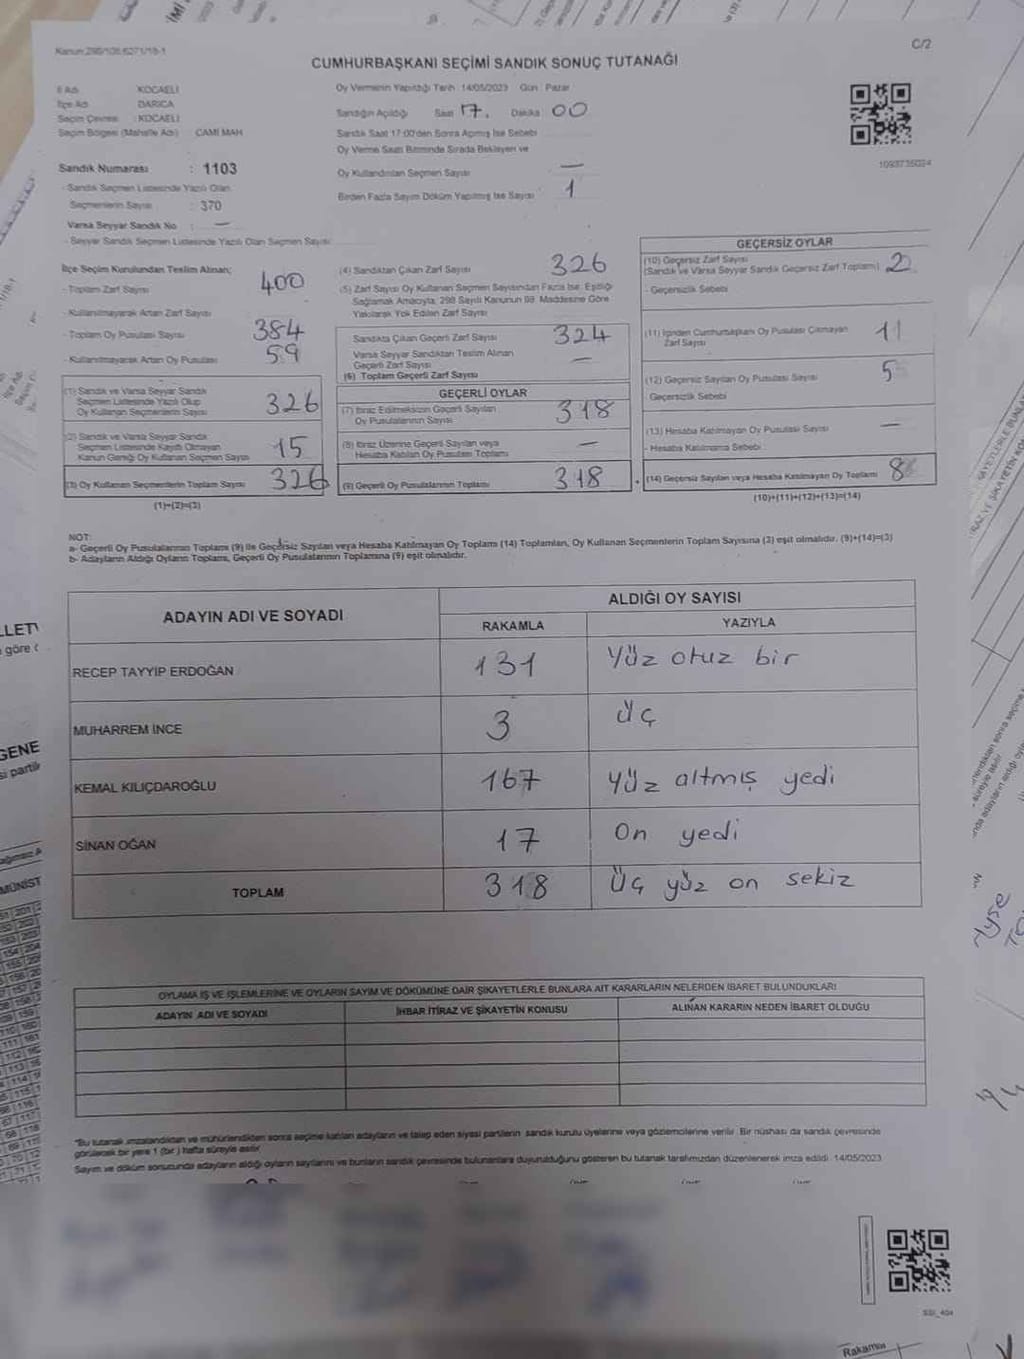 Kanun:298/108,6271/18-1
C/2
CUMHURBAŞKANI SEÇİMİ SANDIK SONUÇ TUTANAĞI
İl Adı : KOCAELİ
İlçe Adı : DARICA
Seçim Çevresi : KOCAELİ
Seçim Bölgesi (Mahalle Adı) : CAMİ MAH
Oy Vermenin Yapıldığı Tarih : 14/05/2023 Gün : Pazar
Sandığın Açıldığı Saat 17. Dakika 00
Sandık Saat 17:00'den Sonra Açılmış İse Sebebi
Oy Verme Saati Bitiminde Sırada Bekleyen ve
Oy Kullandırılan Seçmen Sayısı —
Birden Fazla Sayım Döküm Yapılmış İse Sayısı 1
1093735024
Sandık Numarası : 1103
- Sandık Seçmen Listesinde Yazılı Olan
Seçmenlerin Sayısı : 370
Varsa Seyyar Sandık No : —
- Seyyar Sandık Seçmen Listesinde Yazılı Olan Seçmen Sayısı
İlçe Seçim Kurulundan Teslim Alınan;
- Toplam Zarf Sayısı 400
- Kullanılmayarak Artan Zarf Sayısı
- Toplam Oy Pusulası Sayısı 384
- Kullanılmayarak Artan Oy Pusulası 59
(1) Sandık ve Varsa Seyyar Sandık
Seçmen Listesinde Yazılı Olup
Oy Kullanan Seçmenlerin Sayısı 326
(2) Sandık ve Varsa Seyyar Sandık
Seçmen Listesinde Kayıtlı Olmayan
Kanun Gereği Oy Kullanan Seçmen Sayısı 15
(3) Oy Kullanan Seçmenlerin Toplam Sayısı 326
(1)+(2)=(3)
(4) Sandıktan Çıkan Zarf Sayısı 326
(5) Zarf Sayısı Oy Kullanan Seçmen Sayısından Fazla İse, Eşitliği
Sağlamak Amacıyla, 298 Sayılı Kanunun 98. Maddesine Göre
Yakılarak Yok Edilen Zarf Sayısı
Sandıkta Çıkan Geçerli Zarf Sayısı 324
Varsa Seyyar Sandıktan Teslim Alınan
Geçerli Zarf Sayısı —
(6) Toplam Geçerli Zarf Sayısı
GEÇERLİ OYLAR
(7) İtiraz Edilmeksizin Geçerli Sayılan
Oy Pusulalarının Sayısı 318
(8) İtiraz Üzerine Geçerli Sayılan veya
Hesaba Katılan Oy Pusulası Toplamı —
(9) Geçerli Oy Pusulalarının Toplamı 318
GEÇERSİZ OYLAR
(10) Geçersiz Zarf Sayısı
(Sandık ve Varsa Seyyar Sandık Geçersiz Zarf Toplamı) 2
- Geçersizlik Sebebi
(11) İçinden Cumhurbaşkanı Oy Pusulası Çıkmayan
Zarf Sayısı
(12) Geçersiz Sayılan Oy Pusulası Sayısı 5
Geçersizlik Sebebi
(13) Hesaba Katılmayan Oy Pusulası Sayısı —
- Hesaba Katılmama Sebebi
(14) Geçersiz Sayılan veya Hesaba Katılmayan Oy Toplamı 8
(10)+(11)+(12)+(13)=(14)
NOT:
a- Geçerli Oy Pusulalarının Toplamı (9) ile Geçersiz Sayılan veya Hesaba Katılmayan Oy Toplamı (14) Toplamları, Oy Kullanan Seçmenlerin Toplam Sayısına (3) eşit olmalıdır. (9)+(14)=(3)
b- Adayların Aldığı Oyların Toplamı, Geçerli Oy Pusulalarının Toplamına (9) eşit olmalıdır.
ADAYIN ADI VE SOYADI
ALDIĞI OY SAYISI
RAKAMLA YAZIYLA
RECEP TAYYİP ERDOĞAN 131 Yüz otuz bir
MUHARREM İNCE 3 Üç
KEMAL KILIÇDAROĞLU 167 Yüz altmış yedi
SİNAN OĞAN 17 On yedi
TOPLAM 318 Üç yüz on sekiz
OYLAMA İŞ VE İŞLEMLERİNE VE OYLARIN SAYIM VE DÖKÜMÜNE DAİR ŞİKAYETLERLE BUNLARA AİT KARARLARIN NELERDEN İBARET BULUNDUKLARI
ADAYIN ADI VE SOYADI İHBAR İTİRAZ VE ŞİKAYETİN KONUSU ALINAN KARARIN NEDEN İBARET OLDUĞU
*Bu tutanak imzalandıktan ve mühürlendikten sonra seçime katılan adayların ve talep eden siyasi partilerin sandık kurulu üyelerine veya gözlemcilerine verilir. Bir nüshası da sandık çevresinde
görülecek bir yere 1 (bir) hafta süreyle asılır.
Sayım ve döküm sonucunda adayların aldığı oyların sayılarını ve bunların sandık çevresinde bulunanlara duyurulduğunu gösteren bu tutanak tarafımızdan düzenlenerek imza edildi. 14/05/2023
SSI_404
Rakamla